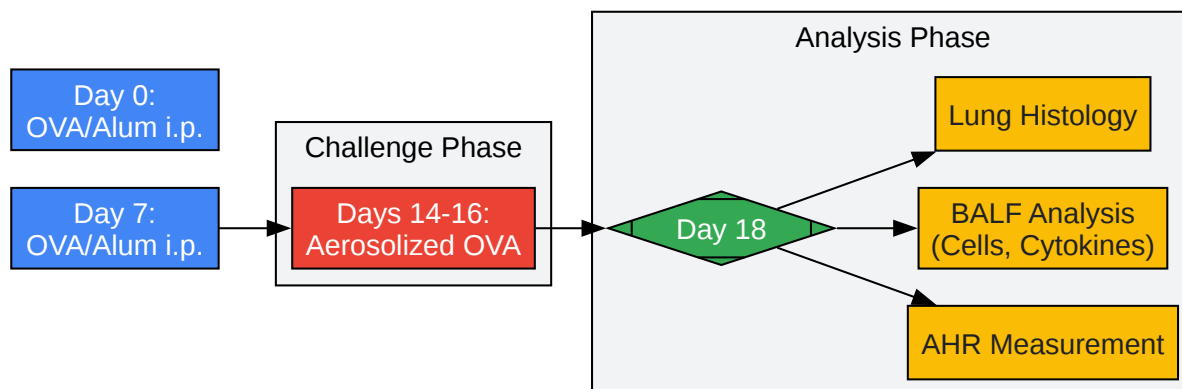 Day 0:
OVA/Alum i.p.
Day 7:
OVA/Alum i.p.
Challenge Phase
Days 14-16:
Aerosolized OVA
Analysis Phase
Day 18
Lung Histology
BALF Analysis
(Cells, Cytokines)
AHR Measurement